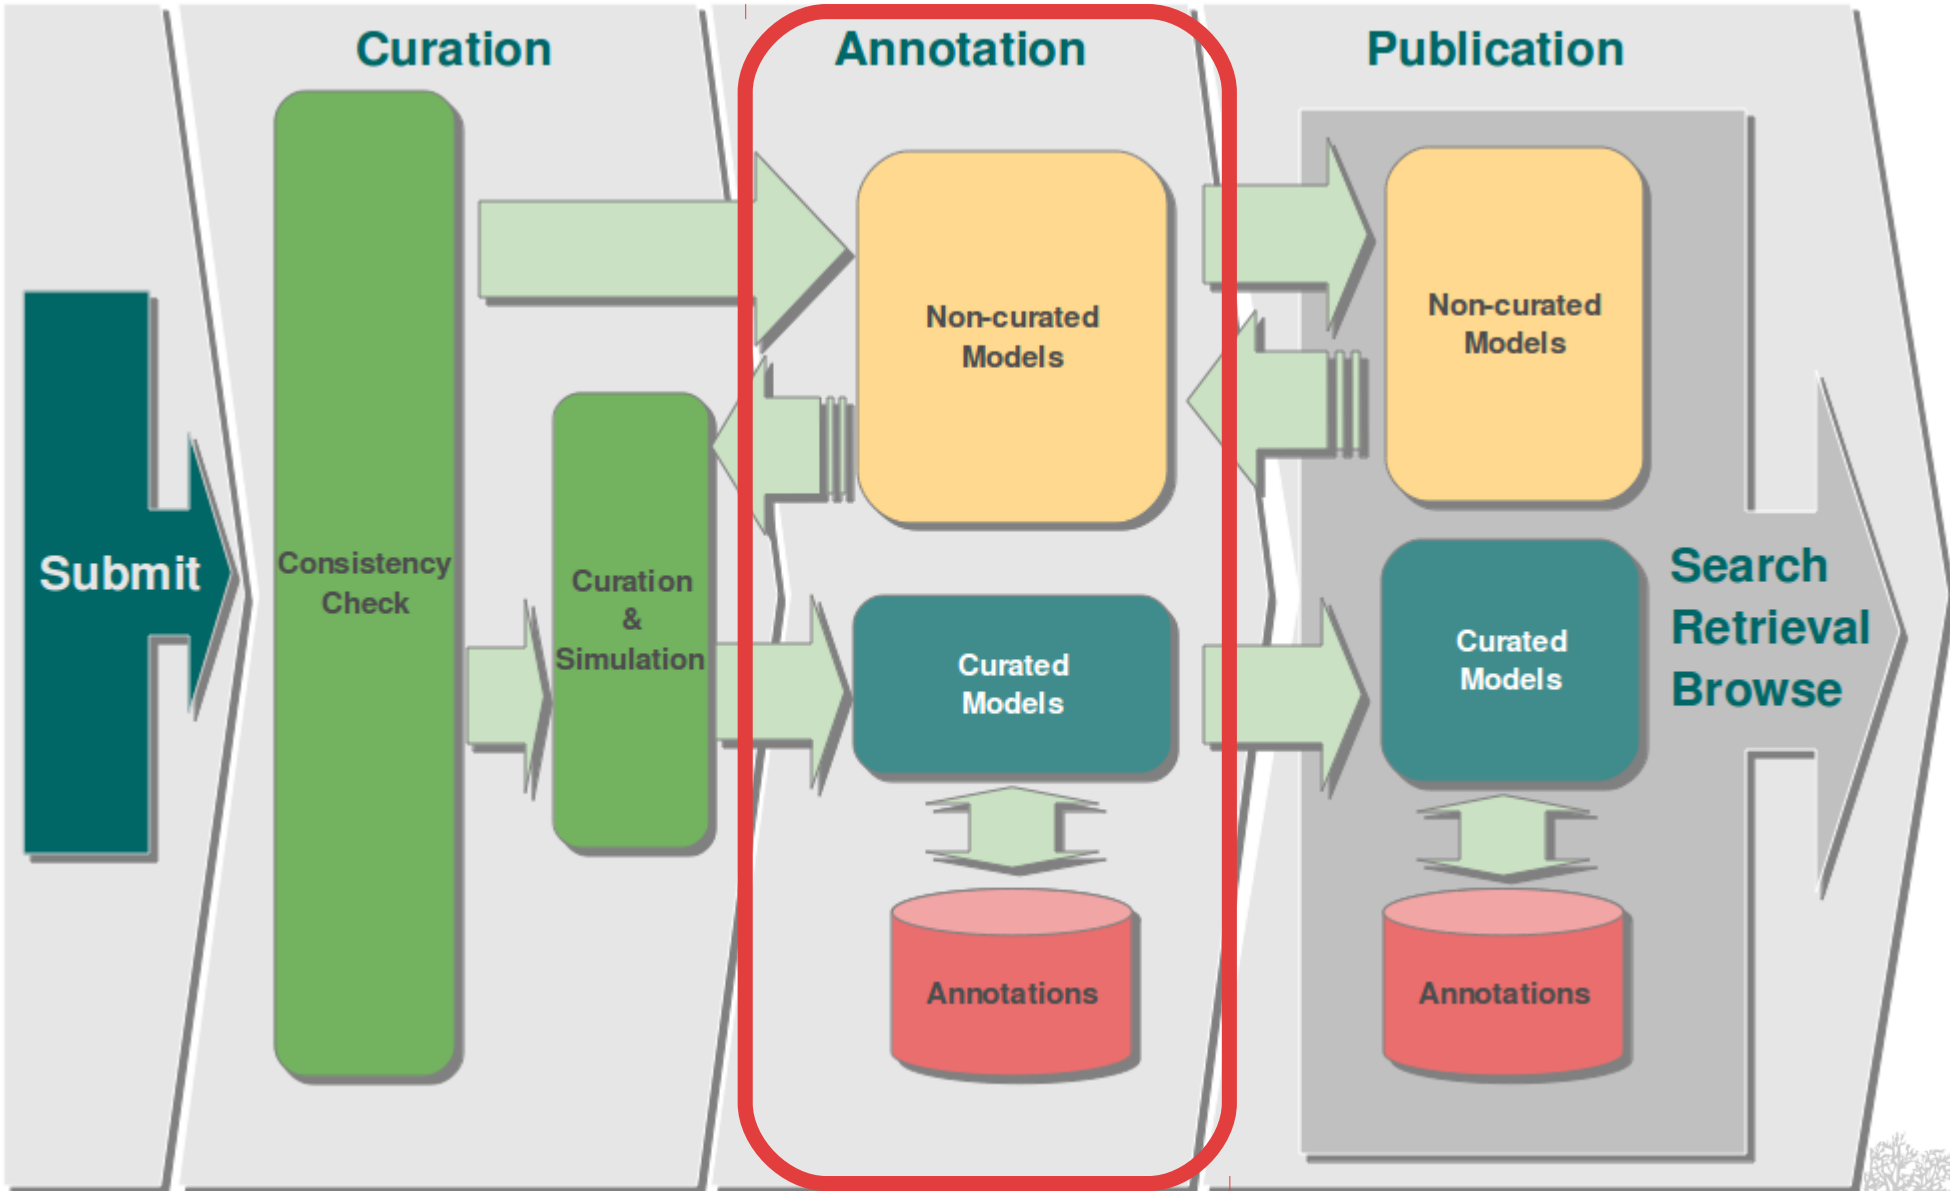 Curation
Annotation
Publication
Submit
Consistency
Check
Curation
&
Simulation
Non-curated
Models
Curated
Models
Annotations
Non-curated
Models
Curated
Models
Annotations
Search
Retrieval
Browse